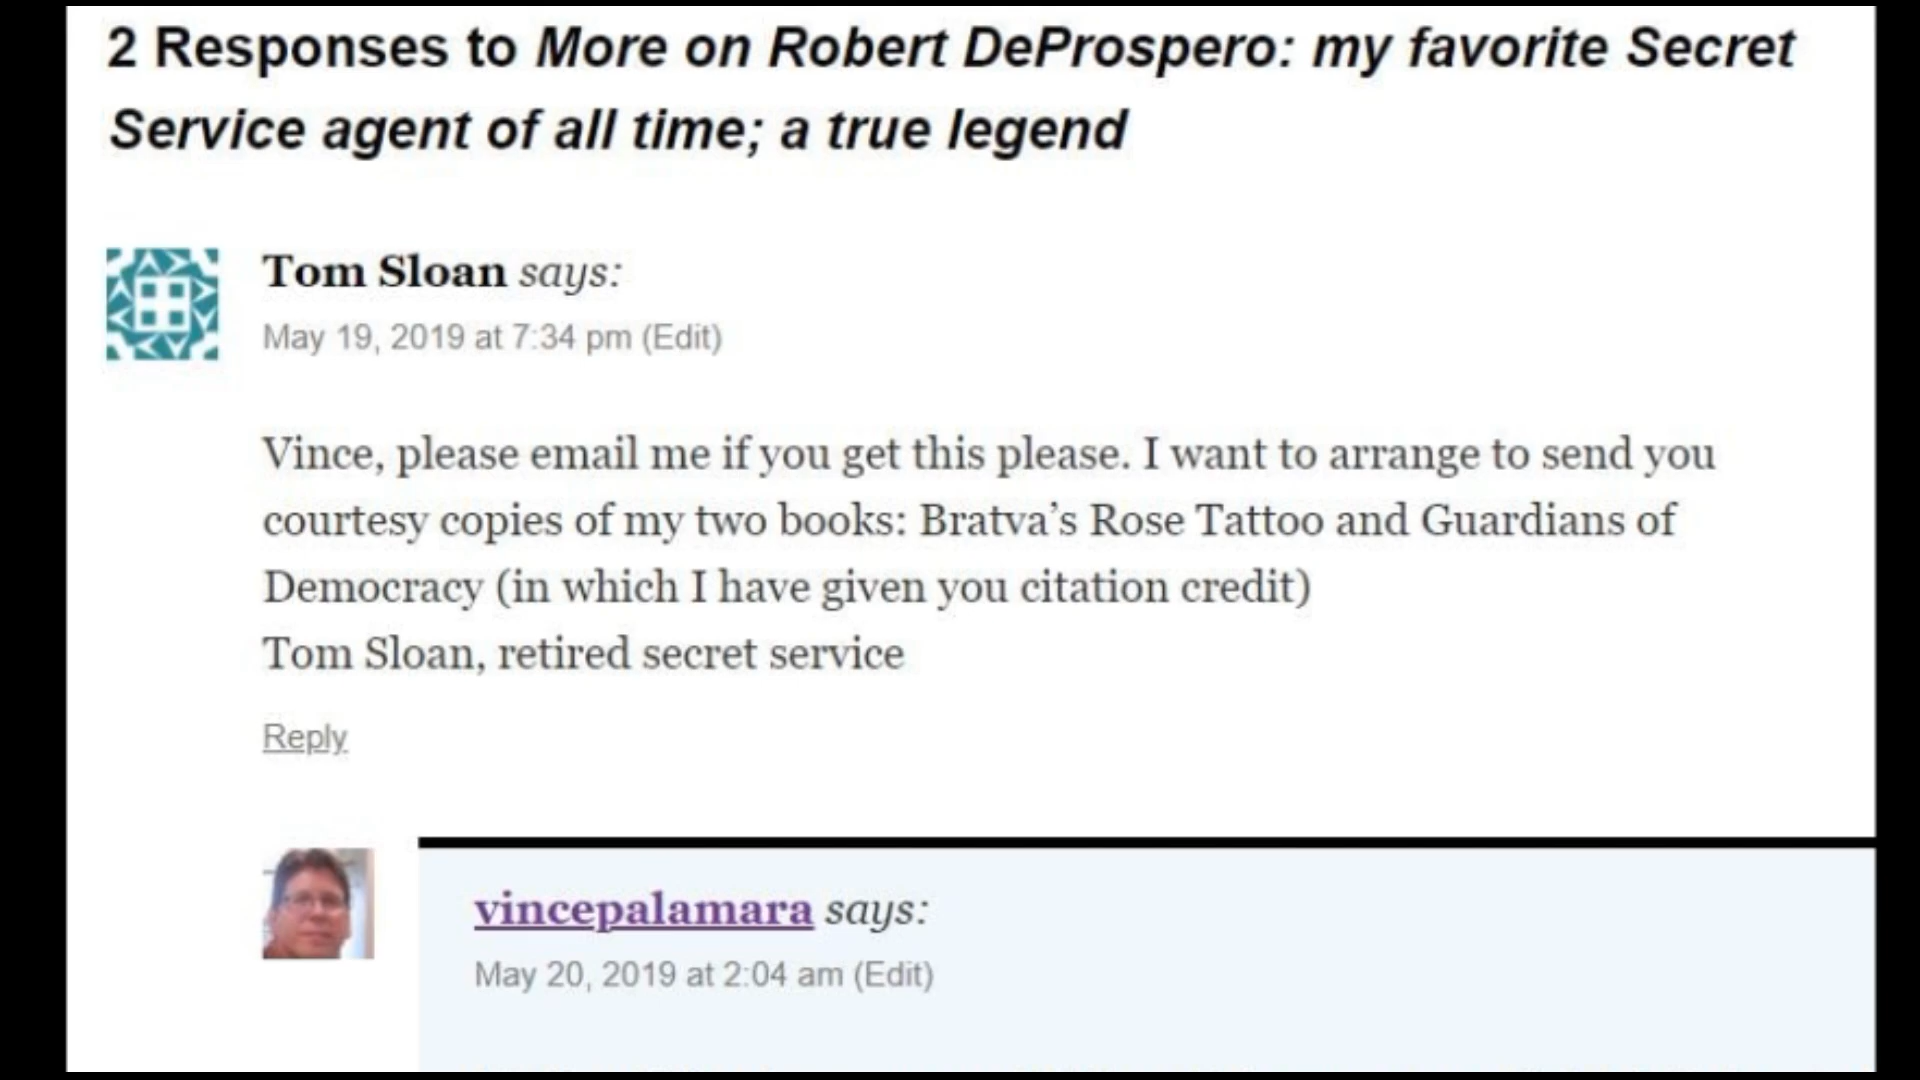 2 Responses to More on Robert DeProspero: my favorite Secret
Service agent of all time; a true legend
Tom Sloan says:
May 19, 2019 at 7:34 pm (Edit)
Vince, please email me if you get this please. I want to arrange to send you
courtesy copies of my two books: Bratva’s Rose Tattoo and Guardians of
Democracy (in which I have given you citation credit)
Tom Sloan, retired secret service
Reply
vincepalamara says:
May 20, 2019 at 2:04 am (Edit)